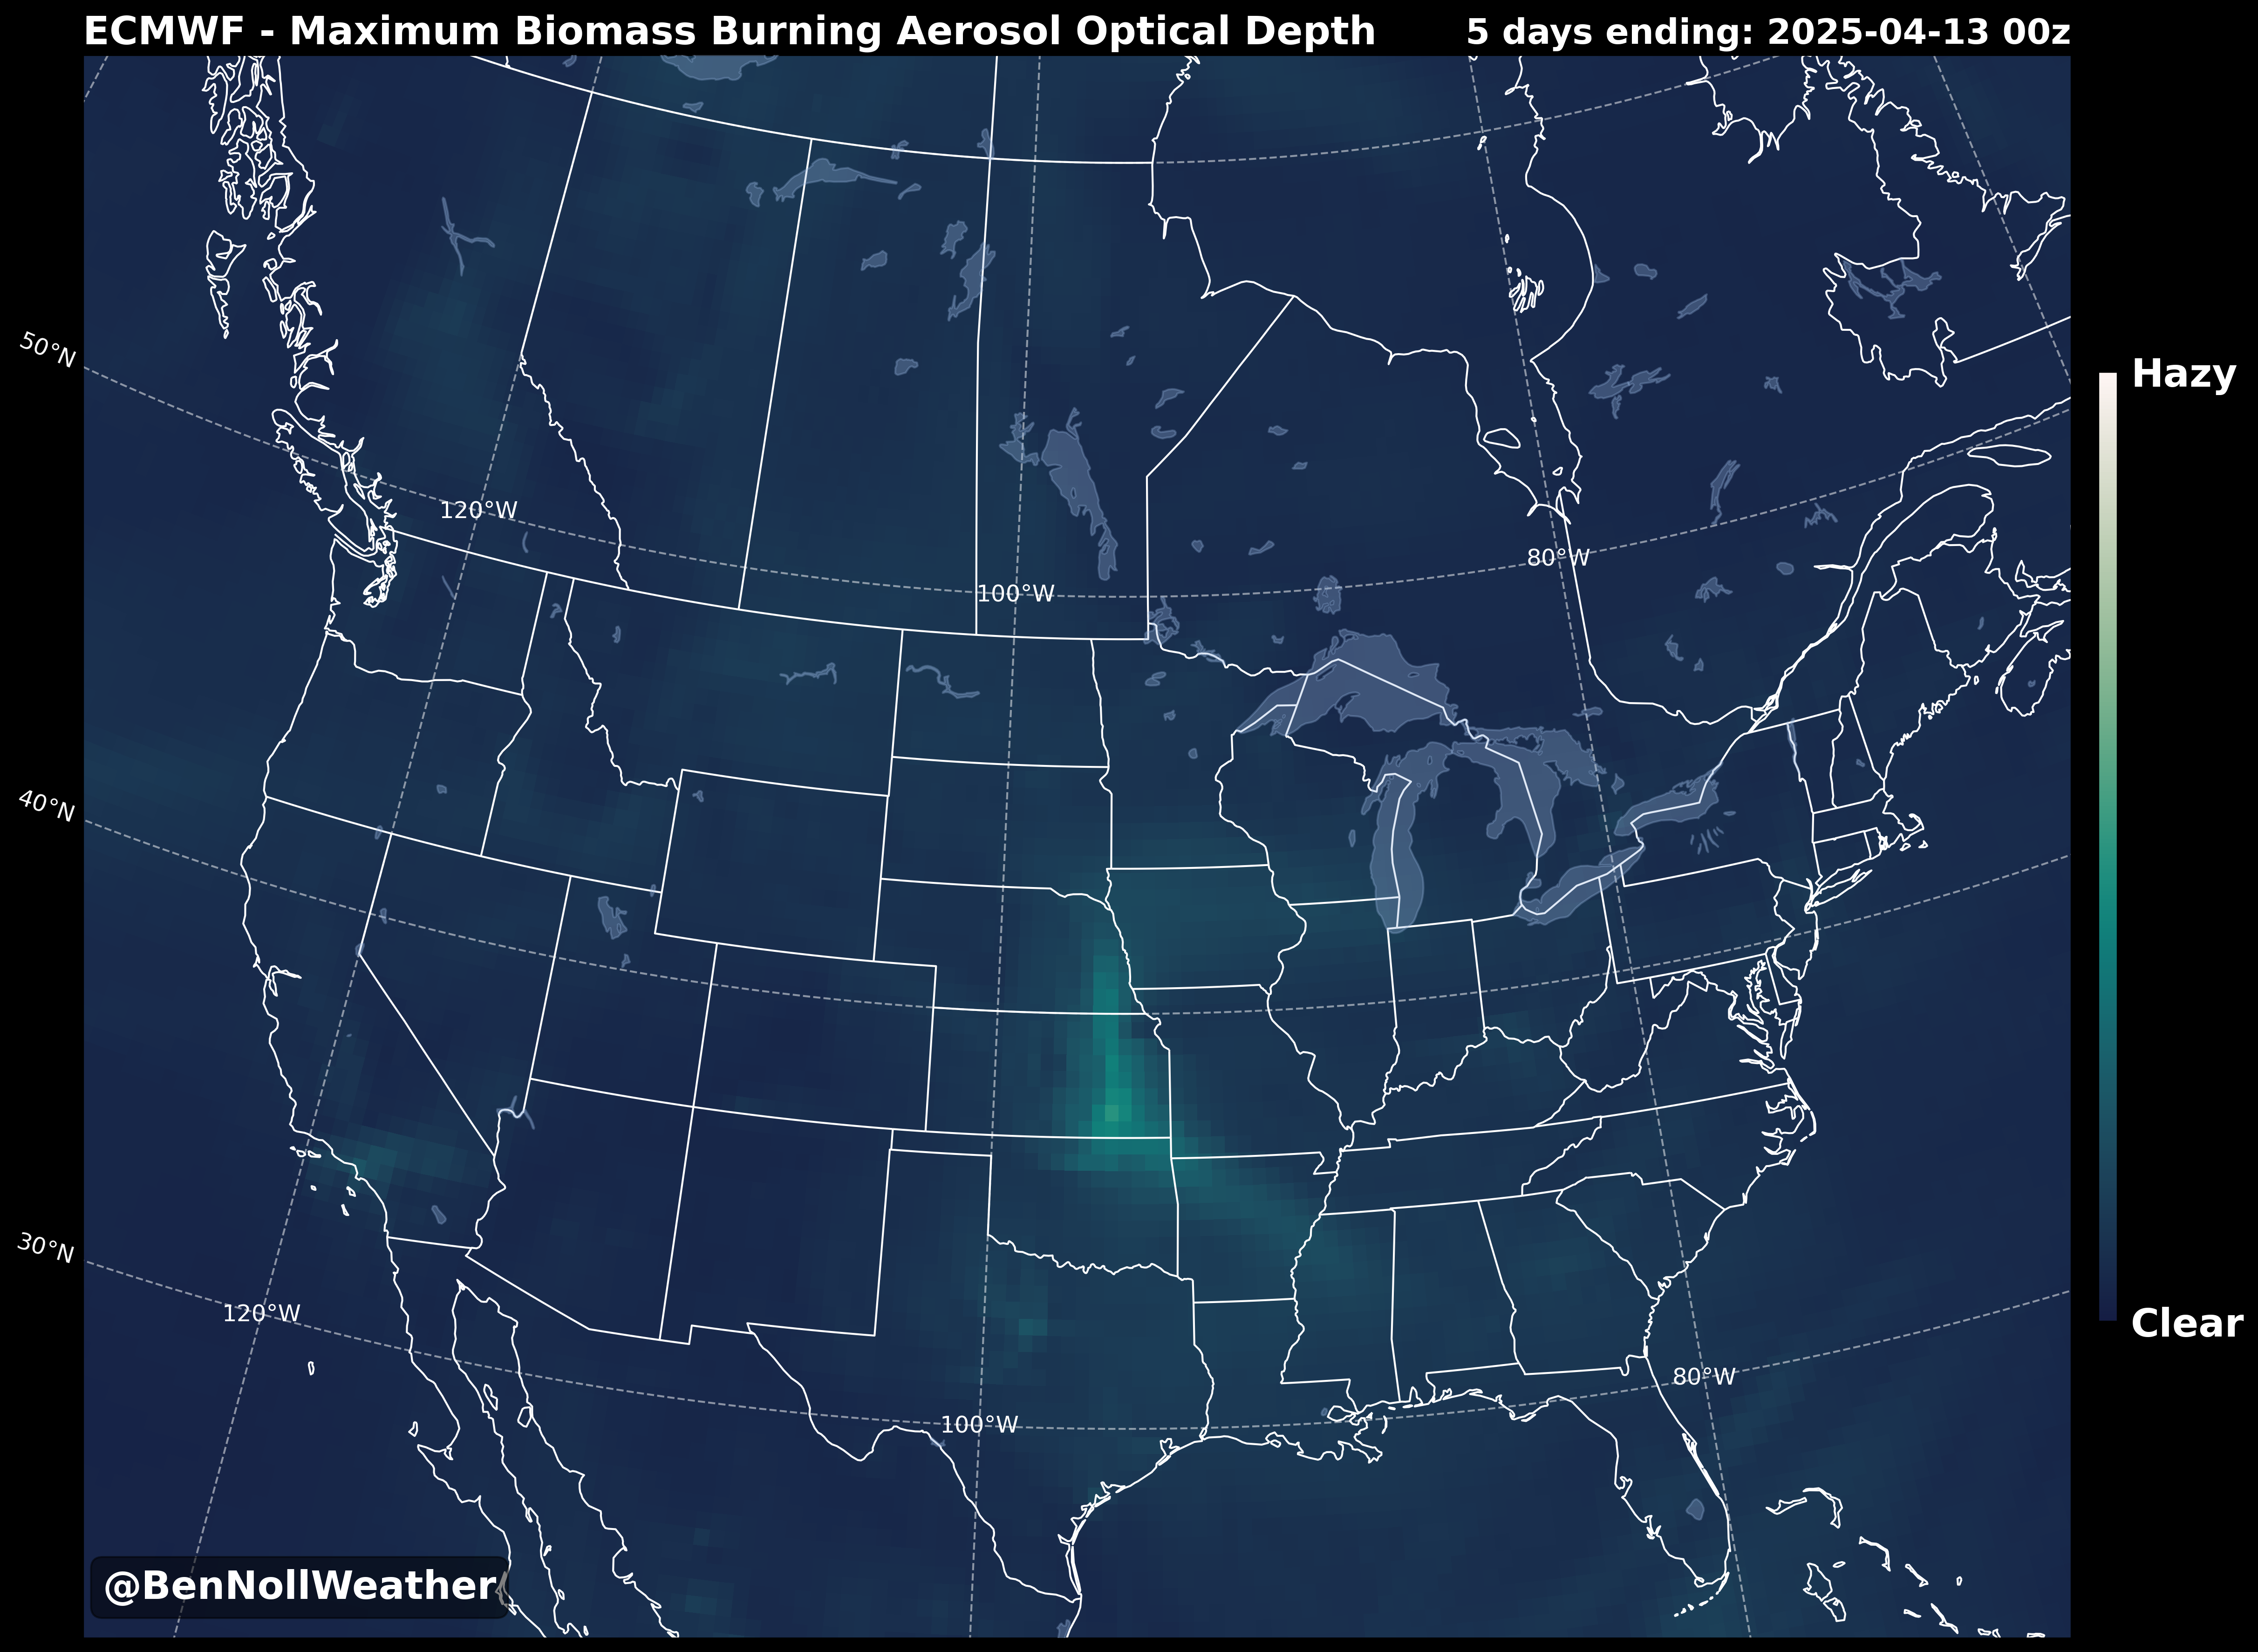 ECMWF - Maximum Biomass Burning Aerosol Optical Depth
5 days ending: 2025-04-13 00z
50°N
Hazy
120°W
80°W
100°W
40°N
30°N
120°W
Clear
80°W
100°W
@BenNollWeather